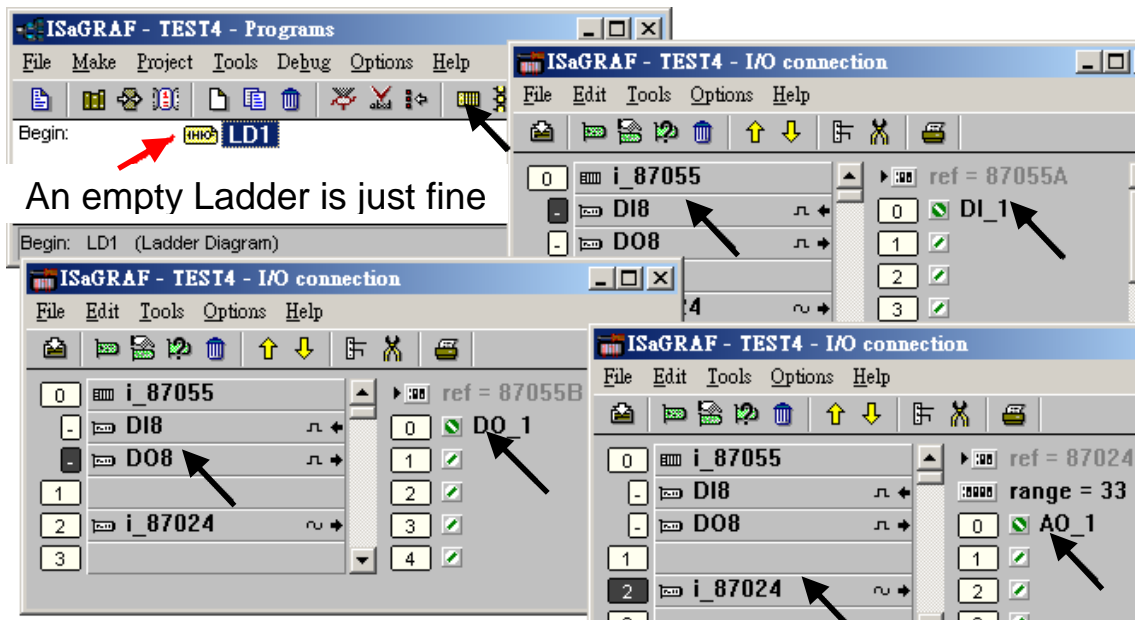 ISaGRAF - TEST4 - Programs
File Make Project Tools Debug Options Help
Begin: LD1
An empty Ladder is just fine
Begin: LD1 (Ladder Diagram)
ISaGRAF - TEST4 - I/O connection
File Edit Tools Options Help
0 i_87055
- DI8
- DO8
ref = 87055A
0 DI_1
1
2
3
ISaGRAF - TEST4 - I/O connection
File Edit Tools Options Help
0 i_87055
- DI8
- DO8
1
2 i_87024
3
ref = 87055B
0 DO_1
1
2
3
4
ISaGRAF - TEST4 - I/O connection
File Edit Tools Options Help
0 i_87055
- DI8
- DO8
1
2 i_87024
ref = 87024
range = 33
0 AO_1
1
2